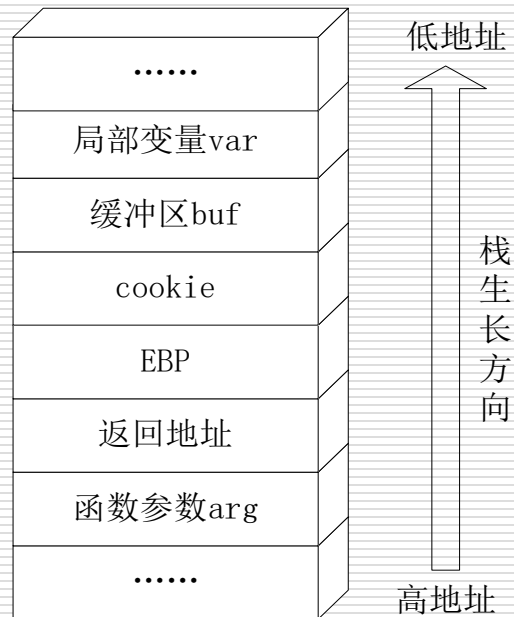 ……
局部变量var
缓冲区buf
cookie
EBP
返回地址
函数参数arg
……
低地址
栈生长方向
高地址